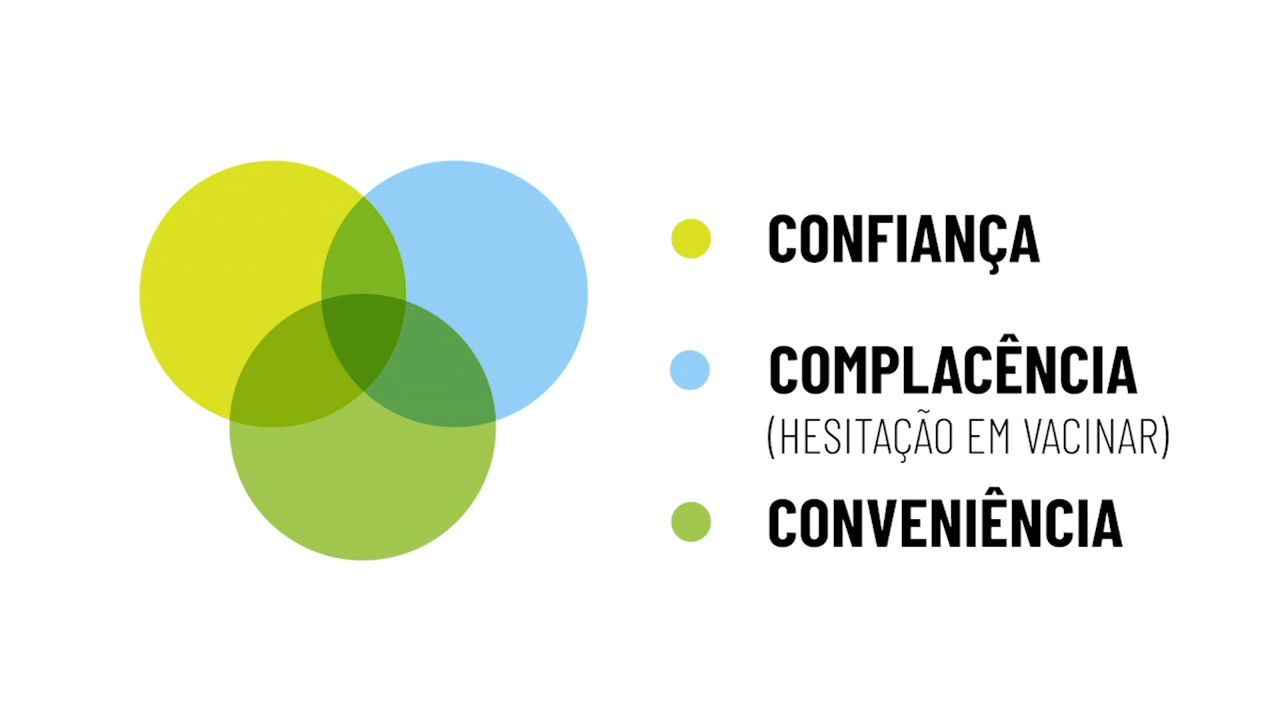 CONFIANÇA
COMPLACÊNCIA
(HESITAÇÃO EM VACINAR)
CONVENIÊNCIA